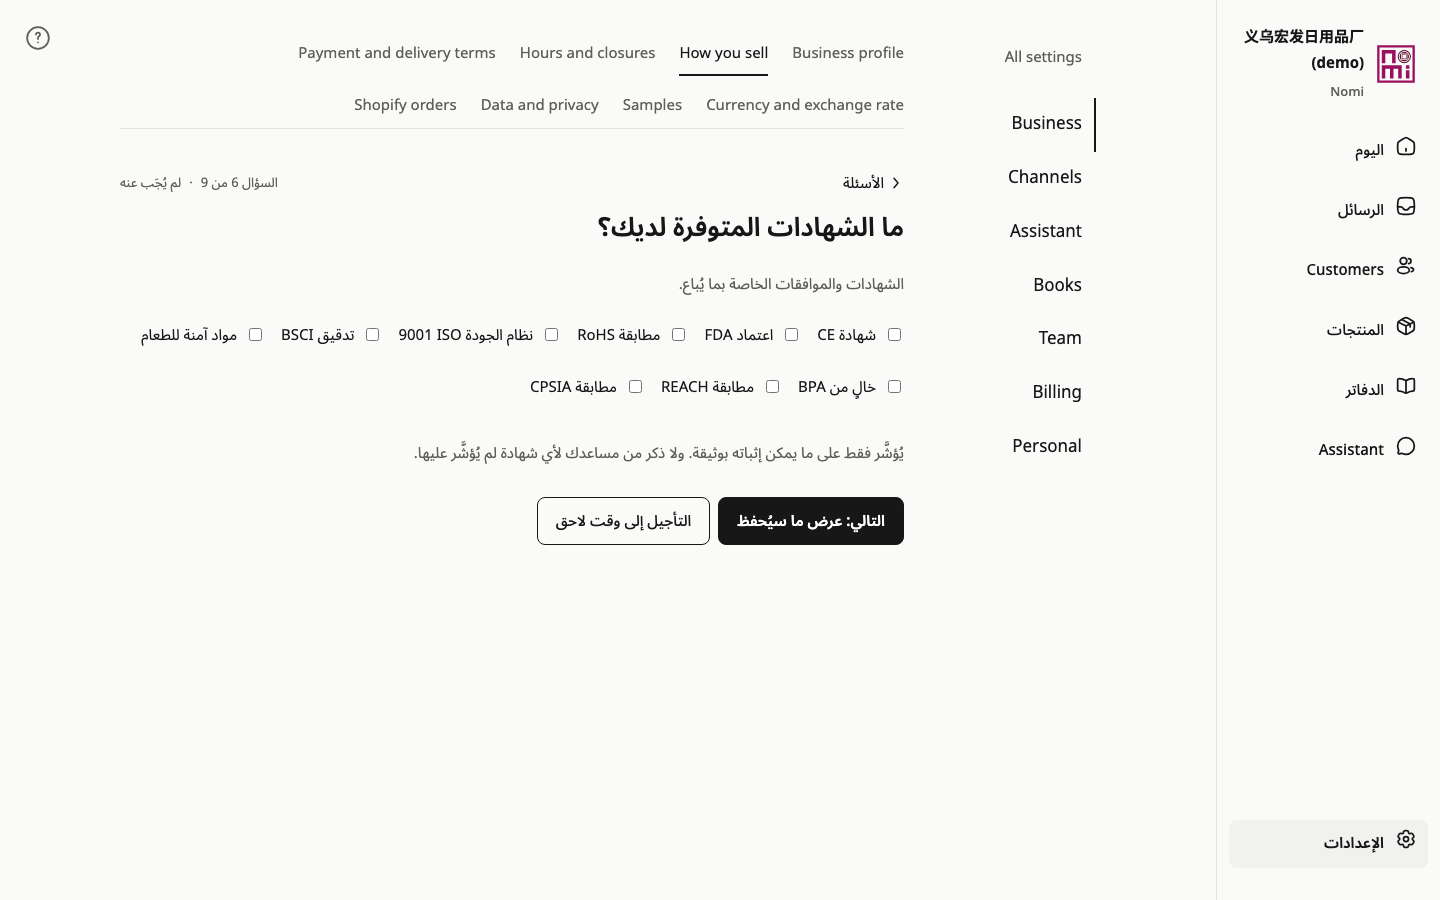 义乌宏发日用品厂
(demo)
Nomi
اليوم
الرسائل
Customers
المنتجات
الدفاتر
Assistant
الإعدادات
All settings
Business
Channels
Assistant
Books
Team
Billing
Personal
Business profile
How you sell
Hours and closures
Payment and delivery terms
Currency and exchange rate
Samples
Data and privacy
Shopify orders
الأسئلة
السؤال 6 من 9 · لم يُجَب عنه
ما الشهادات المتوفرة لديك؟
الشهادات والموافقات الخاصة بما يُباع.
شهادة CE
اعتماد FDA
مطابقة RoHS
نظام الجودة ISO 9001
تدقيق BSCI
مواد آمنة للطعام
خالٍ من BPA
مطابقة REACH
مطابقة CPSIA
يُؤشَّر فقط على ما يمكن إثباته بوثيقة. ولا ذكر من مساعدك لأي شهادة لم يُؤشَّر عليها.
التالي: عرض ما سيُحفظ
التأجيل إلى وقت لاحق